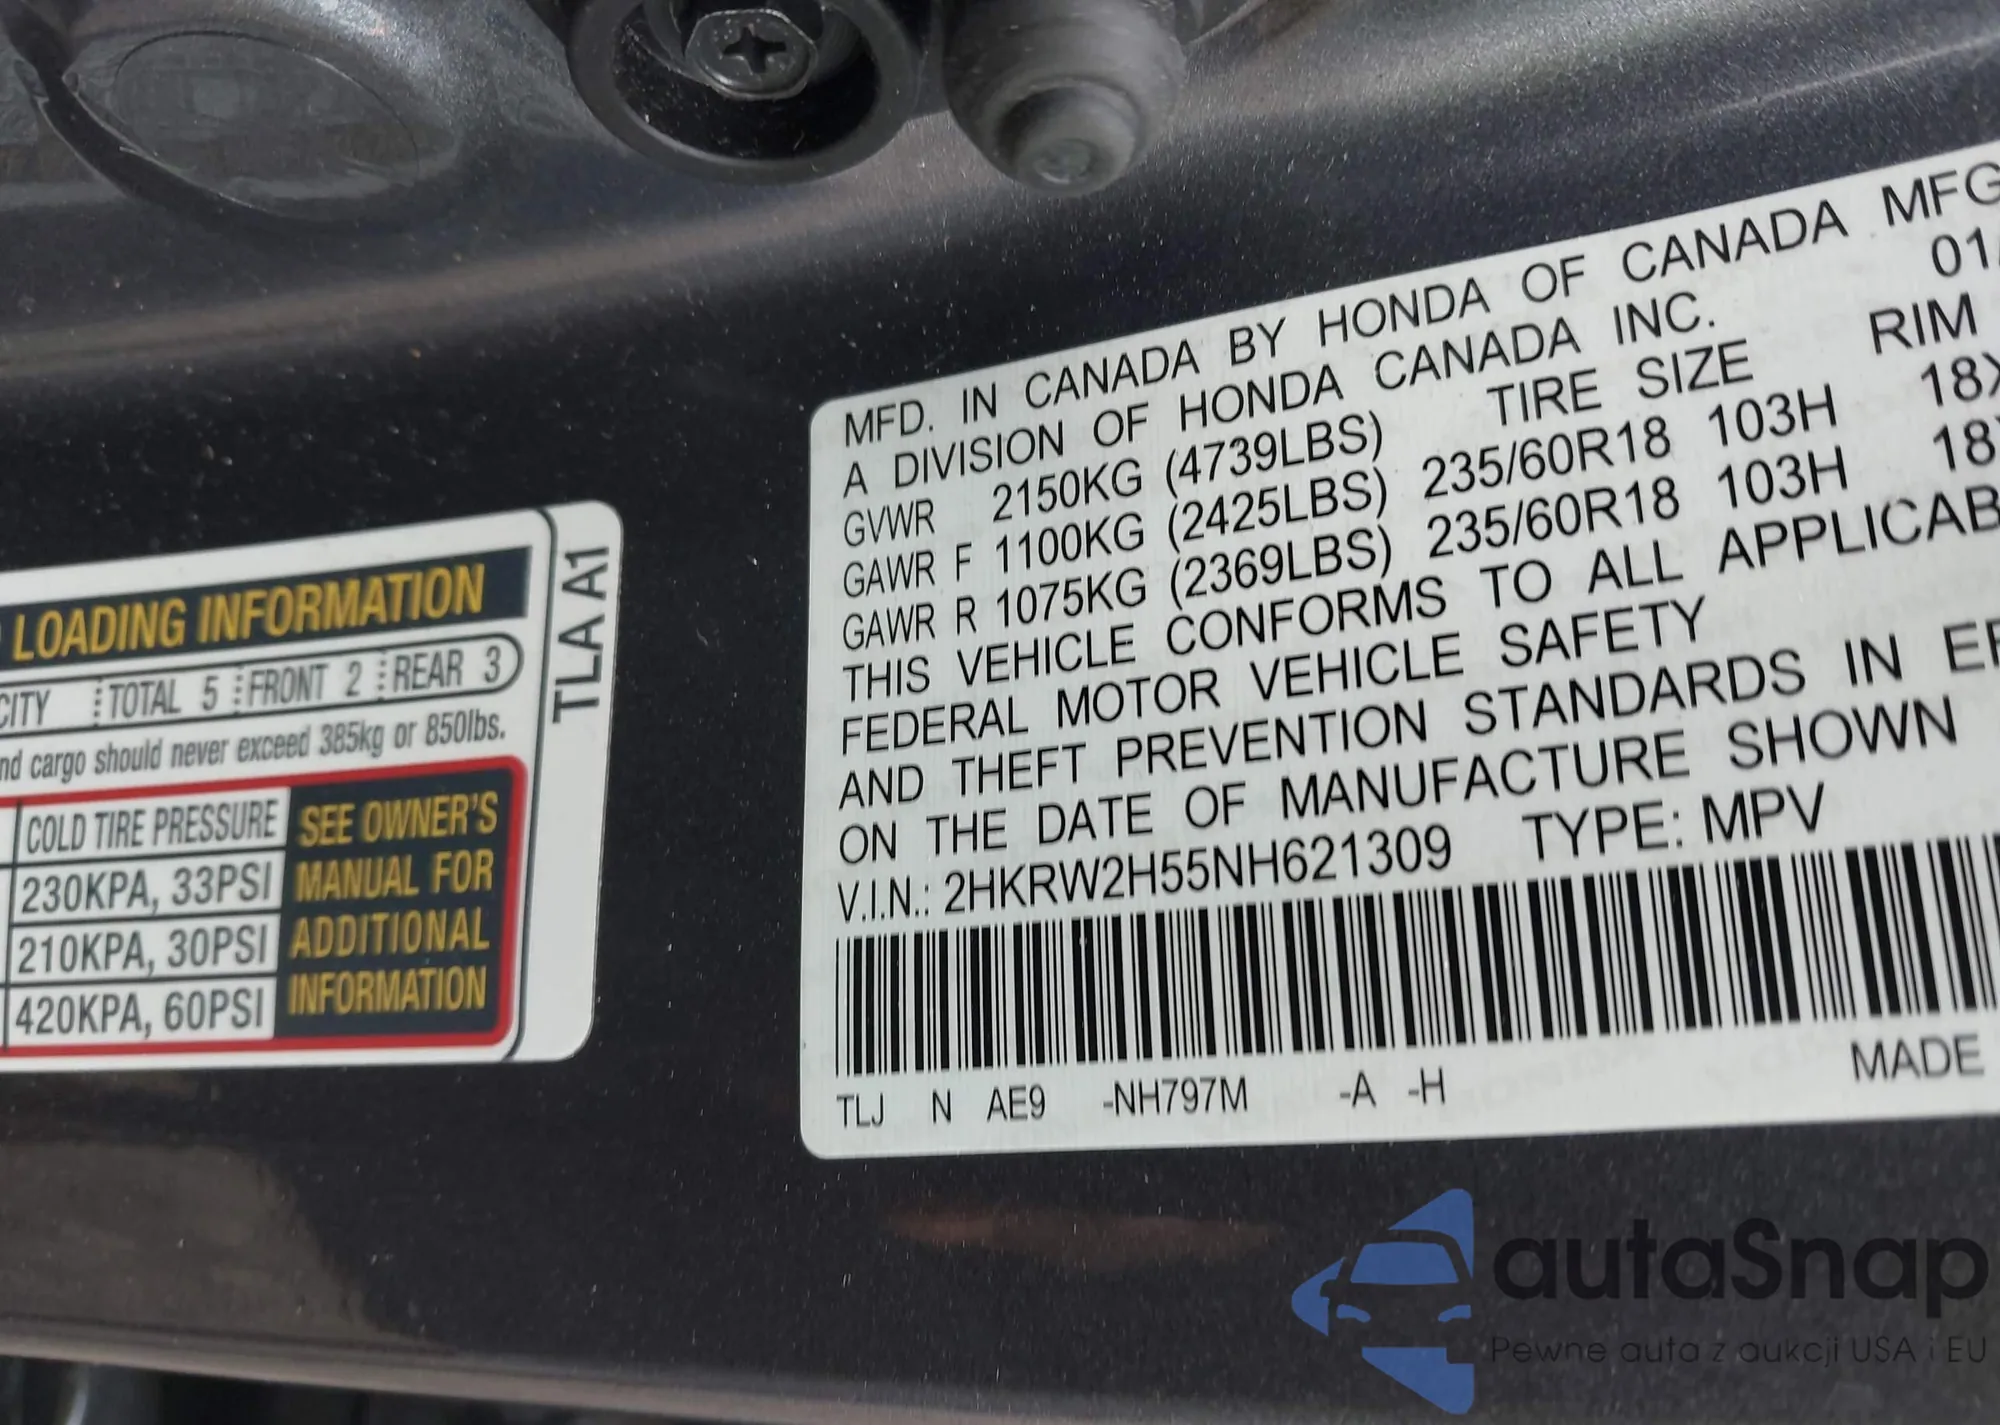 LOADING INFORMATION
CITY TOTAL 5 FRONT 2 REAR 3
nd cargo should never exceed 385kg or 850lbs.
COLD TIRE PRESSURE
230KPA, 33PSI
210KPA, 30PSI
420KPA, 60PSI
SEE OWNER'S
MANUAL FOR
ADDITIONAL
INFORMATION
TLA A1
MFD. IN CANADA BY HONDA OF CANADA MFG
A DIVISION OF HONDA CANADA INC. 01/
GVWR 2150KG (4739LBS) TIRE SIZE RIM
GAWR F 1100KG (2425LBS) 235/60R18 103H 18X
GAWR R 1075KG (2369LBS) 235/60R18 103H 18
THIS VEHICLE CONFORMS TO ALL APPLICAB
FEDERAL MOTOR VEHICLE SAFETY
AND THEFT PREVENTION STANDARDS IN EF
ON THE DATE OF MANUFACTURE SHOWN
V.I.N.: 2HKRW2H55NH621309 TYPE: MPV
TLJ N AE9 -NH797M -A -H MADE
autaSnap
Pewne auta z aukcji USA i EU